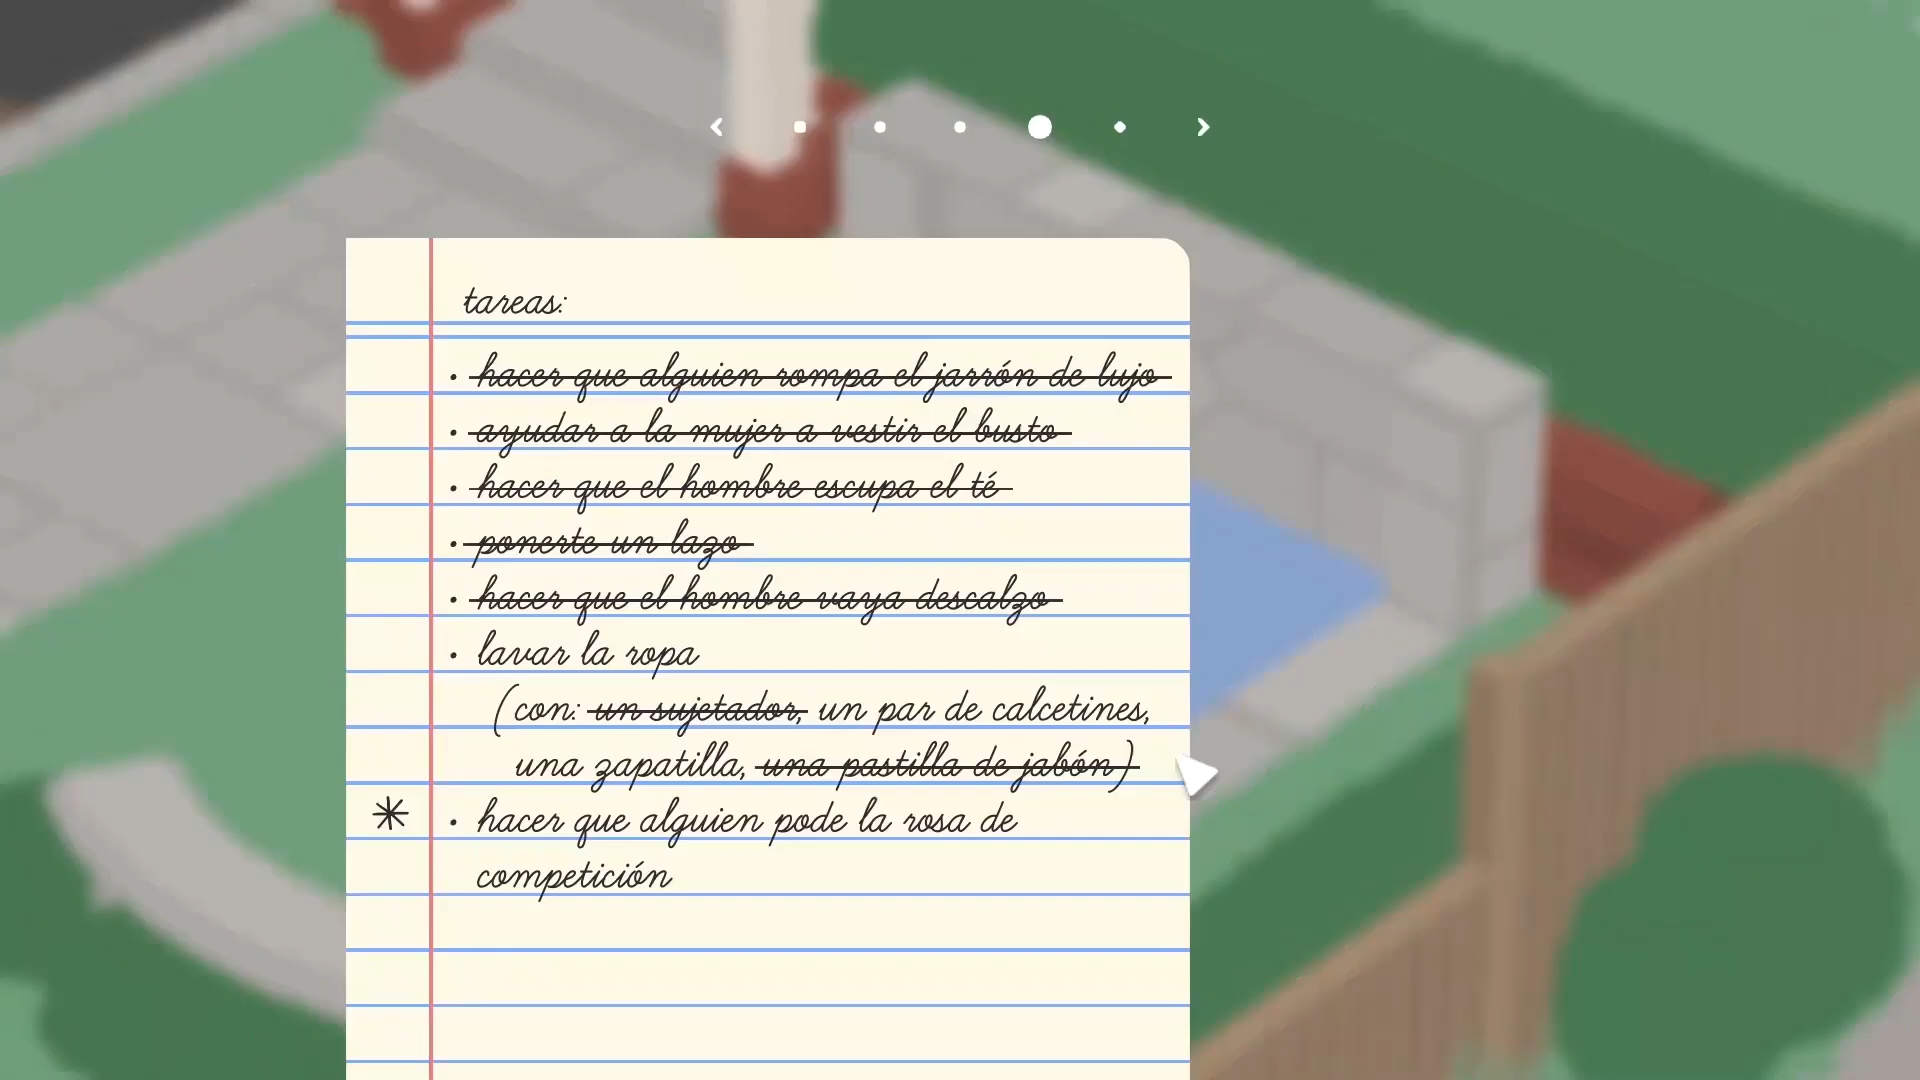 tareas:
• hacer que alguien rompa el jarrón de lujo
• ayudar a la mujer a vestir el busto
• hacer que el hombre escupa el té
• ponerte un lazo
• hacer que el hombre vaya descalzo
• lavar la ropa
(con: un sujetador, un par de calcetines,
una zapatilla, una pastilla de jabón)
• hacer que alguien pode la rosa de
competición